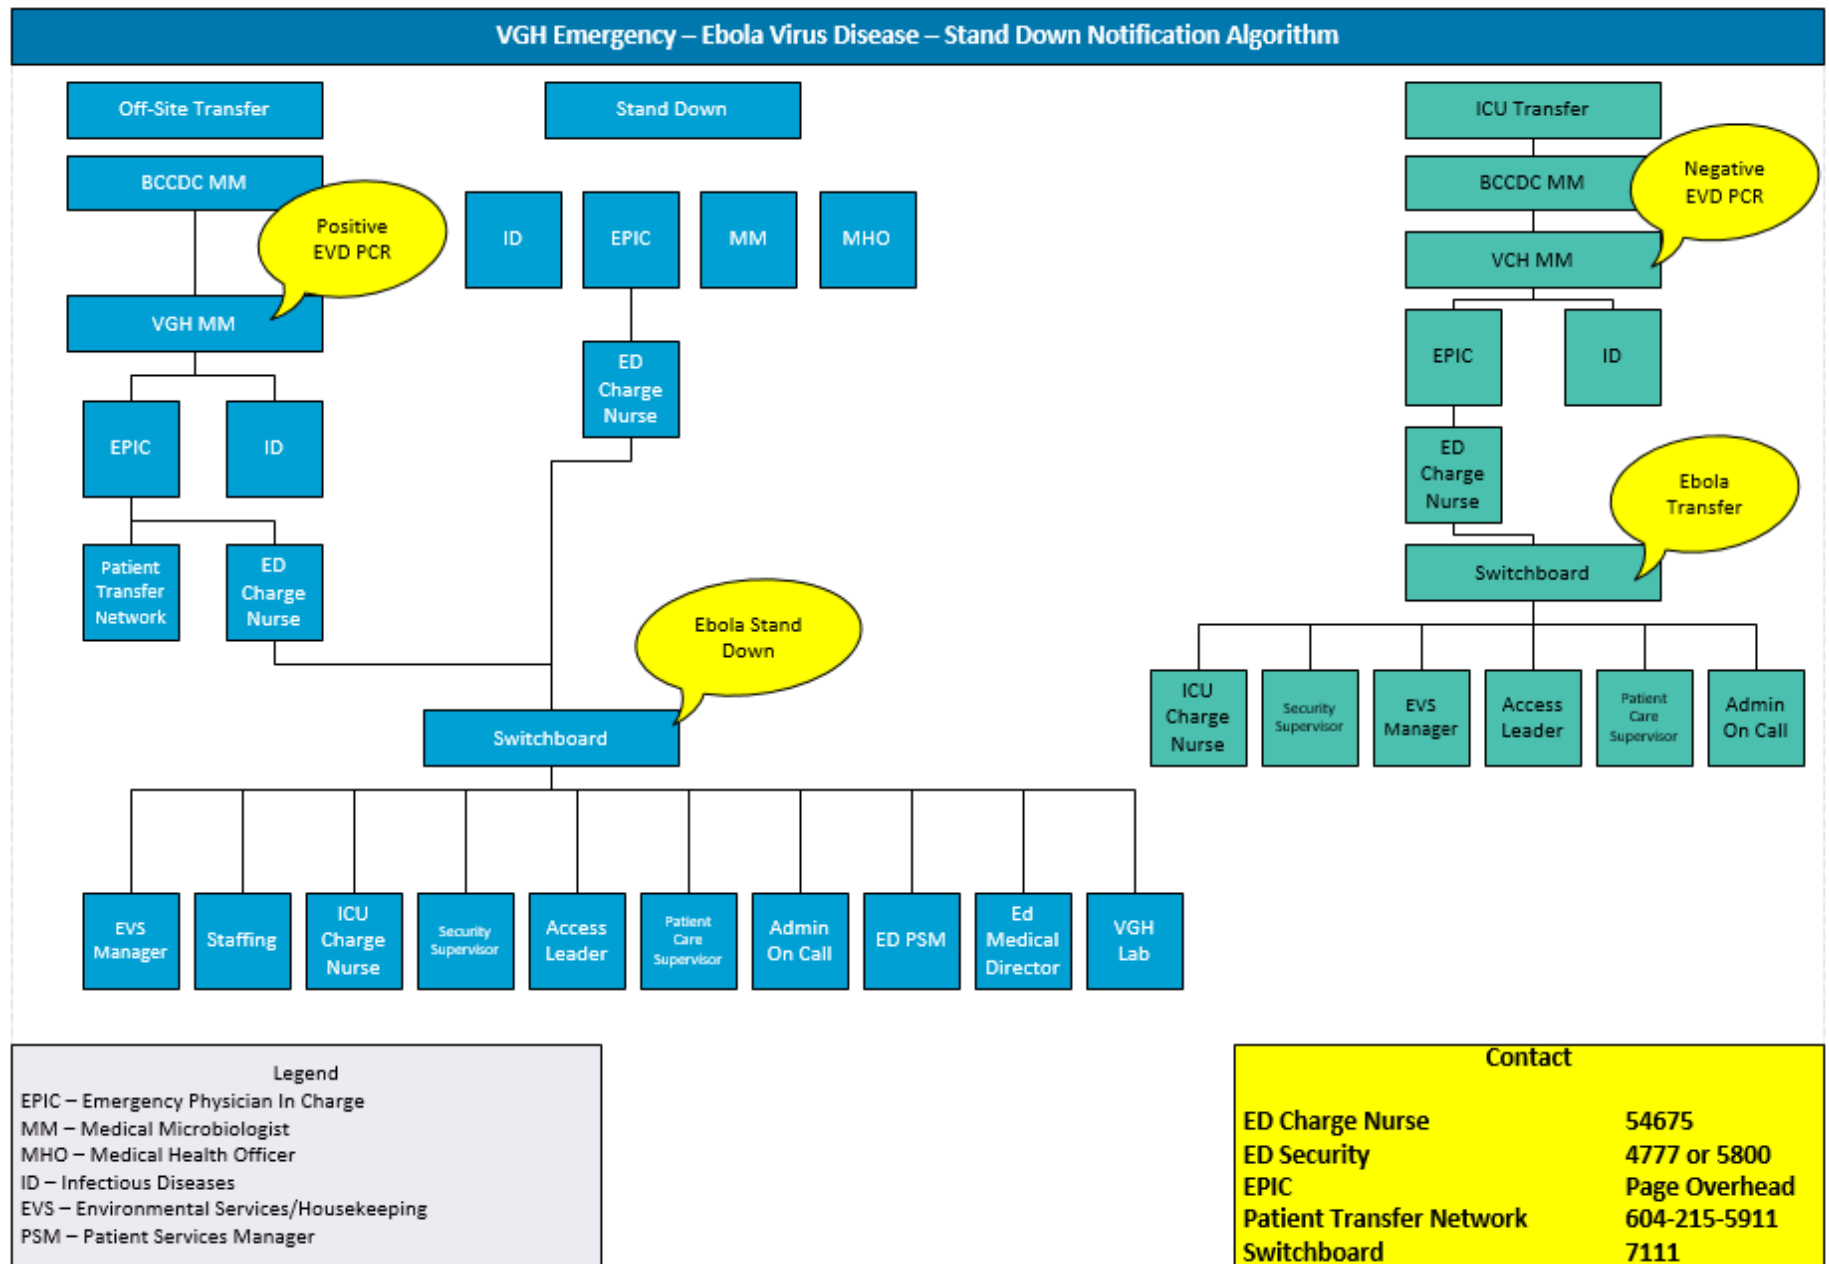 VGH Emergency – Ebola Virus Disease – Stand Down Notification Algorithm
Off-Site Transfer
BCCDC MM
Positive
EVD PCR
VGH MM
EPIC
ID
Patient
Transfer
Network
ED
Charge
Nurse
Stand Down
ID
EPIC
MM
MHO
ED
Charge
Nurse
Ebola Stand
Down
Switchboard
EVS
Manager
Staffing
ICU
Charge
Nurse
Security
Supervisor
Access
Leader
Patient
Care
Supervisor
Admin
On Call
ED PSM
Ed
Medical
Director
VGH
Lab
ICU Transfer
BCCDC MM
Negative
EVD PCR
VCH MM
EPIC
ID
ED
Charge
Nurse
Ebola
Transfer
Switchboard
ICU
Charge
Nurse
Security
Supervisor
EVS
Manager
Access
Leader
Patient
Care
Supervisor
Admin
On Call
Legend
EPIC – Emergency Physician In Charge
MM – Medical Microbiologist
MHO – Medical Health Officer
ID – Infectious Diseases
EVS – Environmental Services/Housekeeping
PSM – Patient Services Manager
Contact
ED Charge Nurse 54675
ED Security 4777 or 5800
EPIC Page Overhead
Patient Transfer Network 604-215-5911
Switchboard 7111